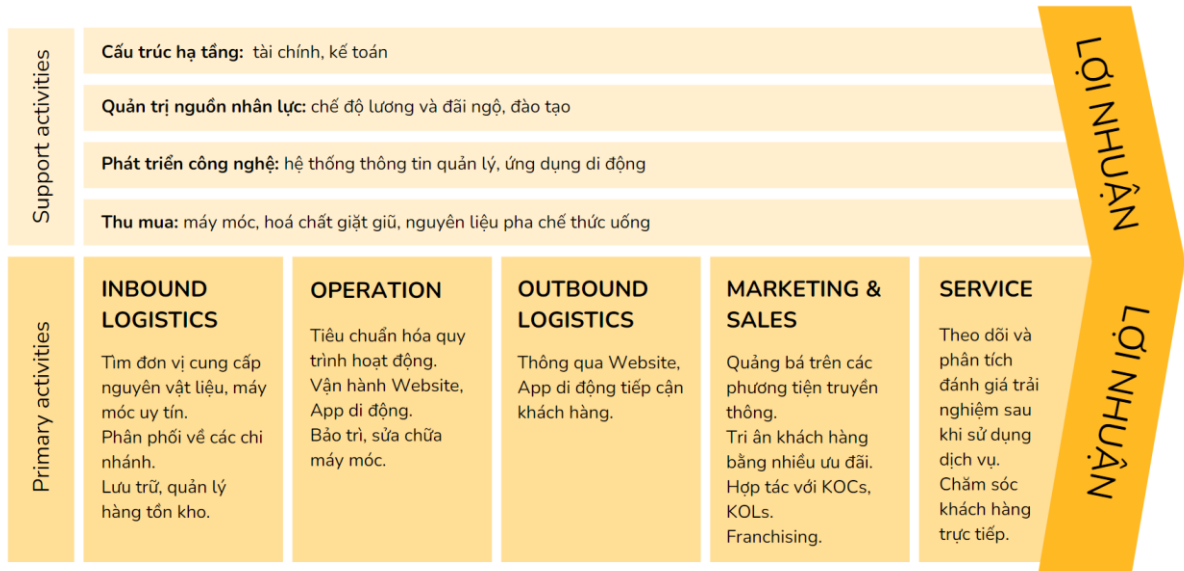 Support activities
Cấu trúc hạ tầng: tài chính, kế toán
Quản trị nguồn nhân lực: chế độ lương và đãi ngộ, đào tạo
Phát triển công nghệ: hệ thống thông tin quản lý, ứng dụng di động
Thu mua: máy móc, hoá chất giặt giũ, nguyên liệu pha chế thức uống
LỢI NHUẬN
Primary activities
INBOUND
LOGISTICS
Tìm đơn vị cung cấp
nguyên vật liệu, máy
móc uy tín.
Phân phối về các chi
nhánh.
Lưu trữ, quản lý
hàng tồn kho.
OPERATION
Tiêu chuẩn hóa quy
trình hoạt động.
Vận hành Website,
App di động.
Bảo trì, sửa chữa
máy móc.
OUTBOUND
LOGISTICS
Thông qua Website,
App di động tiếp cận
khách hàng.
MARKETING &
SALES
Quảng bá trên các
phương tiện truyền
thông.
Tri ân khách hàng
bằng nhiều ưu đãi.
Hợp tác với KOCs,
KOLs.
Franchising.
SERVICE
Theo dõi và
phân tích
đánh giá trải
nghiệm sau
khi sử dụng
dịch vụ.
Chăm sóc
khách hàng
trực tiếp.
LỢI NHUẬN